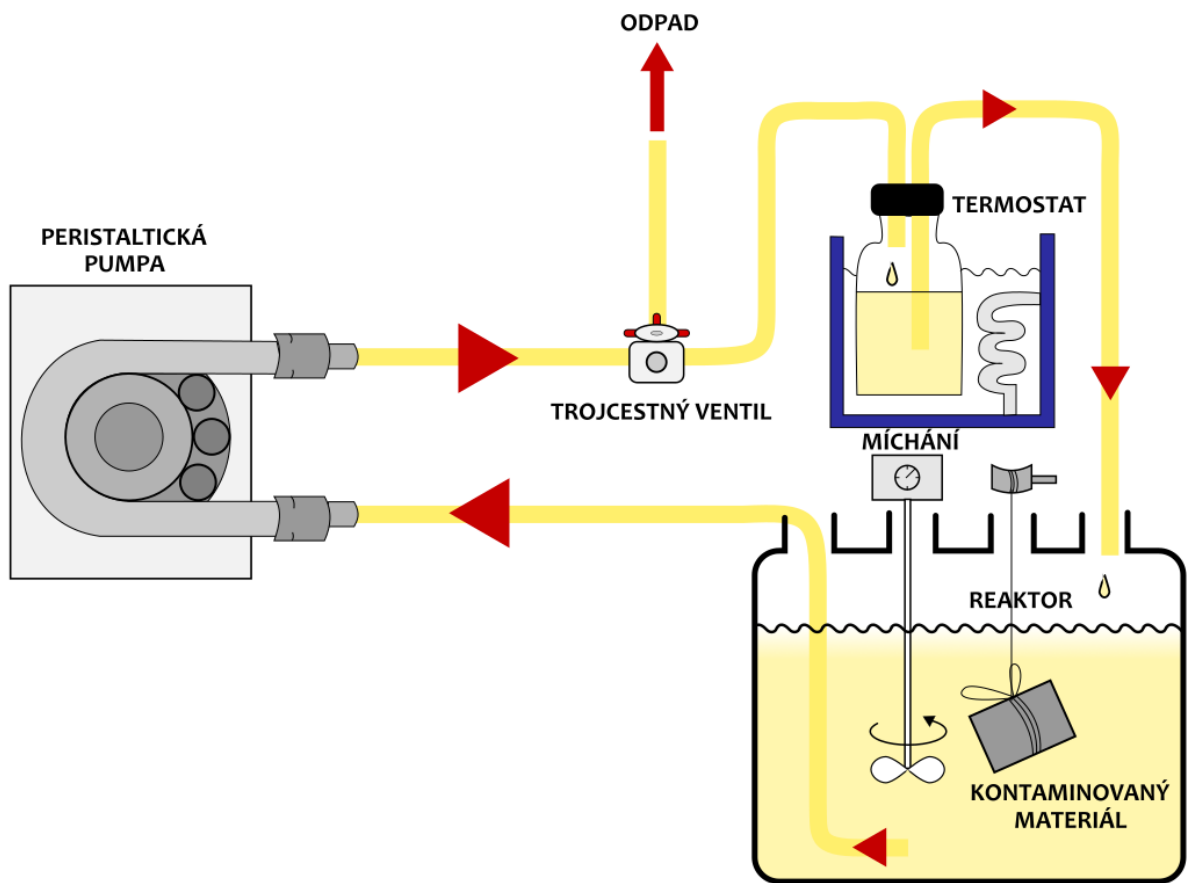 ODPAD
TERMOSTAT
PERISTALTICKÁ
PUMPA
TROJCESTNÝ VENTIL
MÍCHÁNÍ
REAKTOR
KONTAMINOVANÝ
MATERIÁL